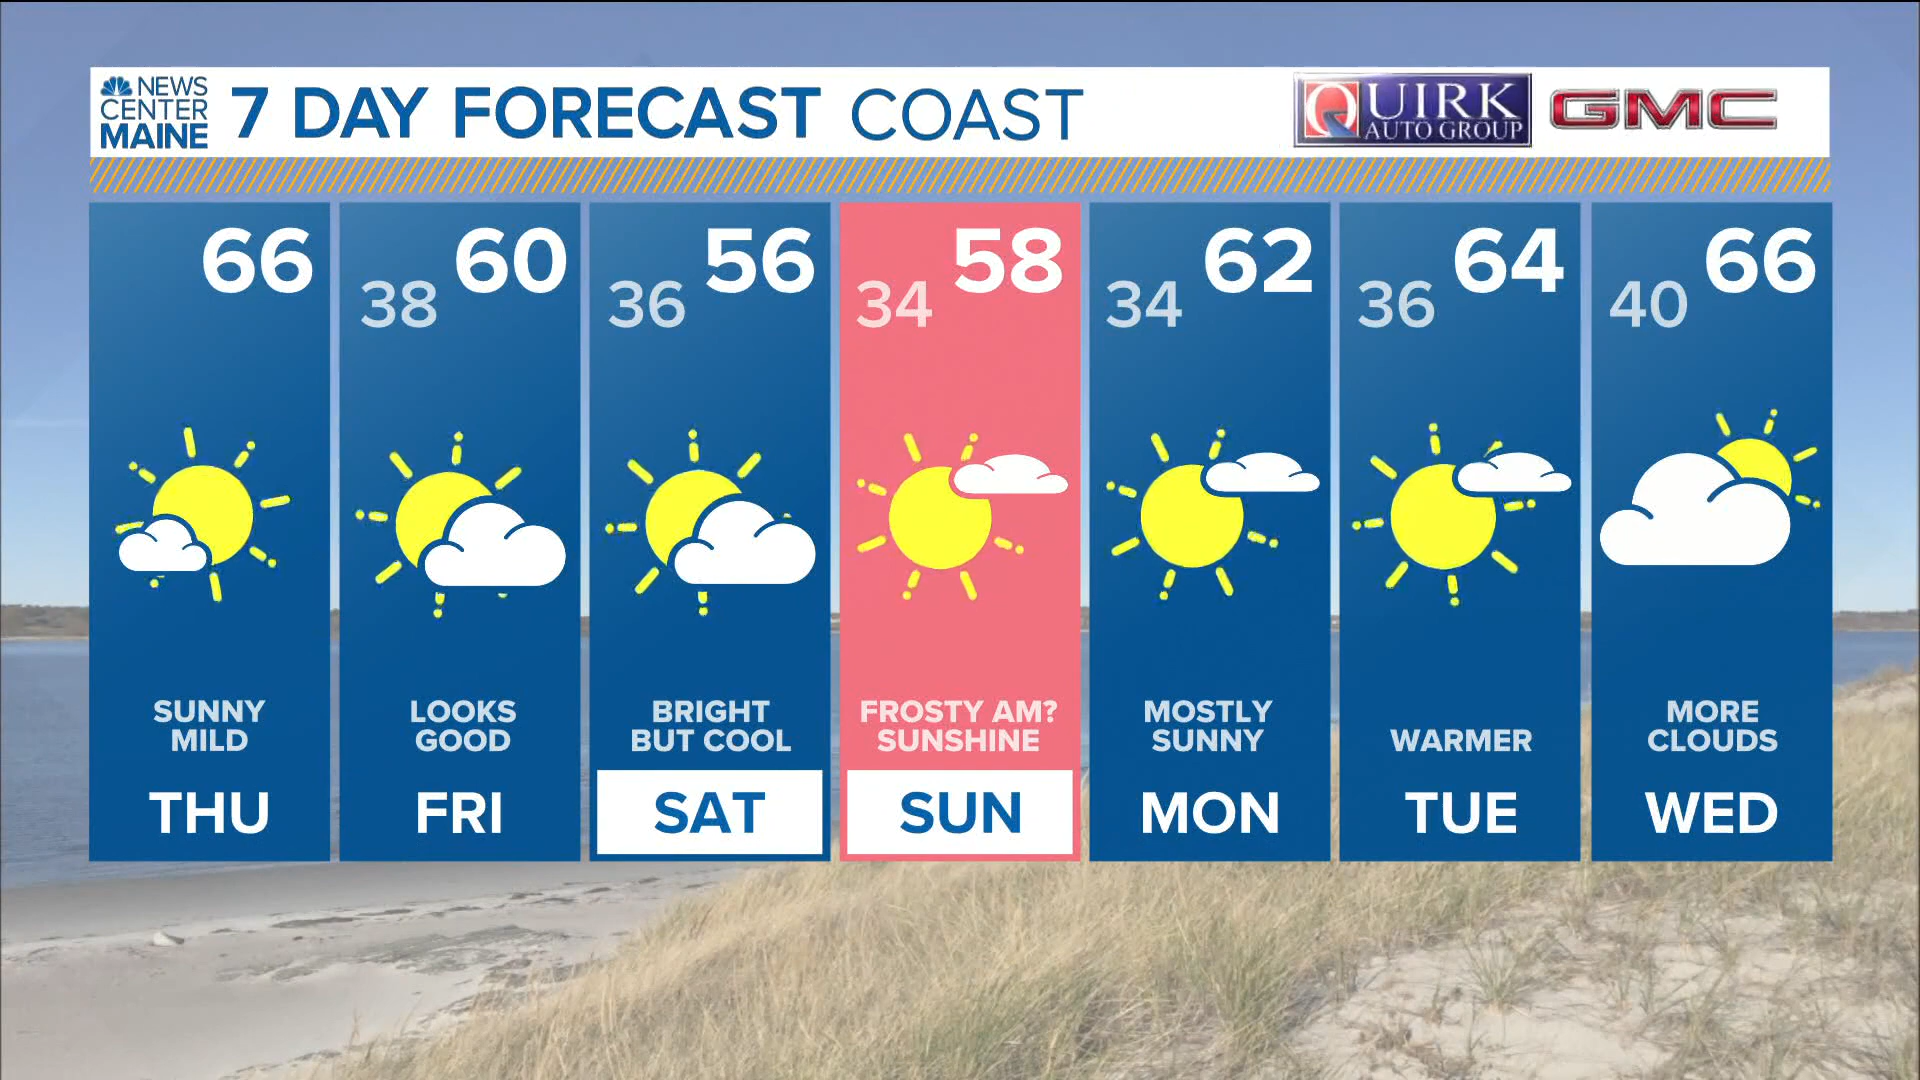 NEWS
CENTER
MAINE
7 DAY FORECAST COAST
QUIRK
AUTO GROUP
GMC
66
SUNNY
MILD
THU
38 60
LOOKS
GOOD
FRI
36 56
BRIGHT
BUT COOL
SAT
34 58
FROSTY AM?
SUNSHINE
SUN
34 62
MOSTLY
SUNNY
MON
36 64
WARMER
TUE
40 66
MORE
CLOUDS
WED